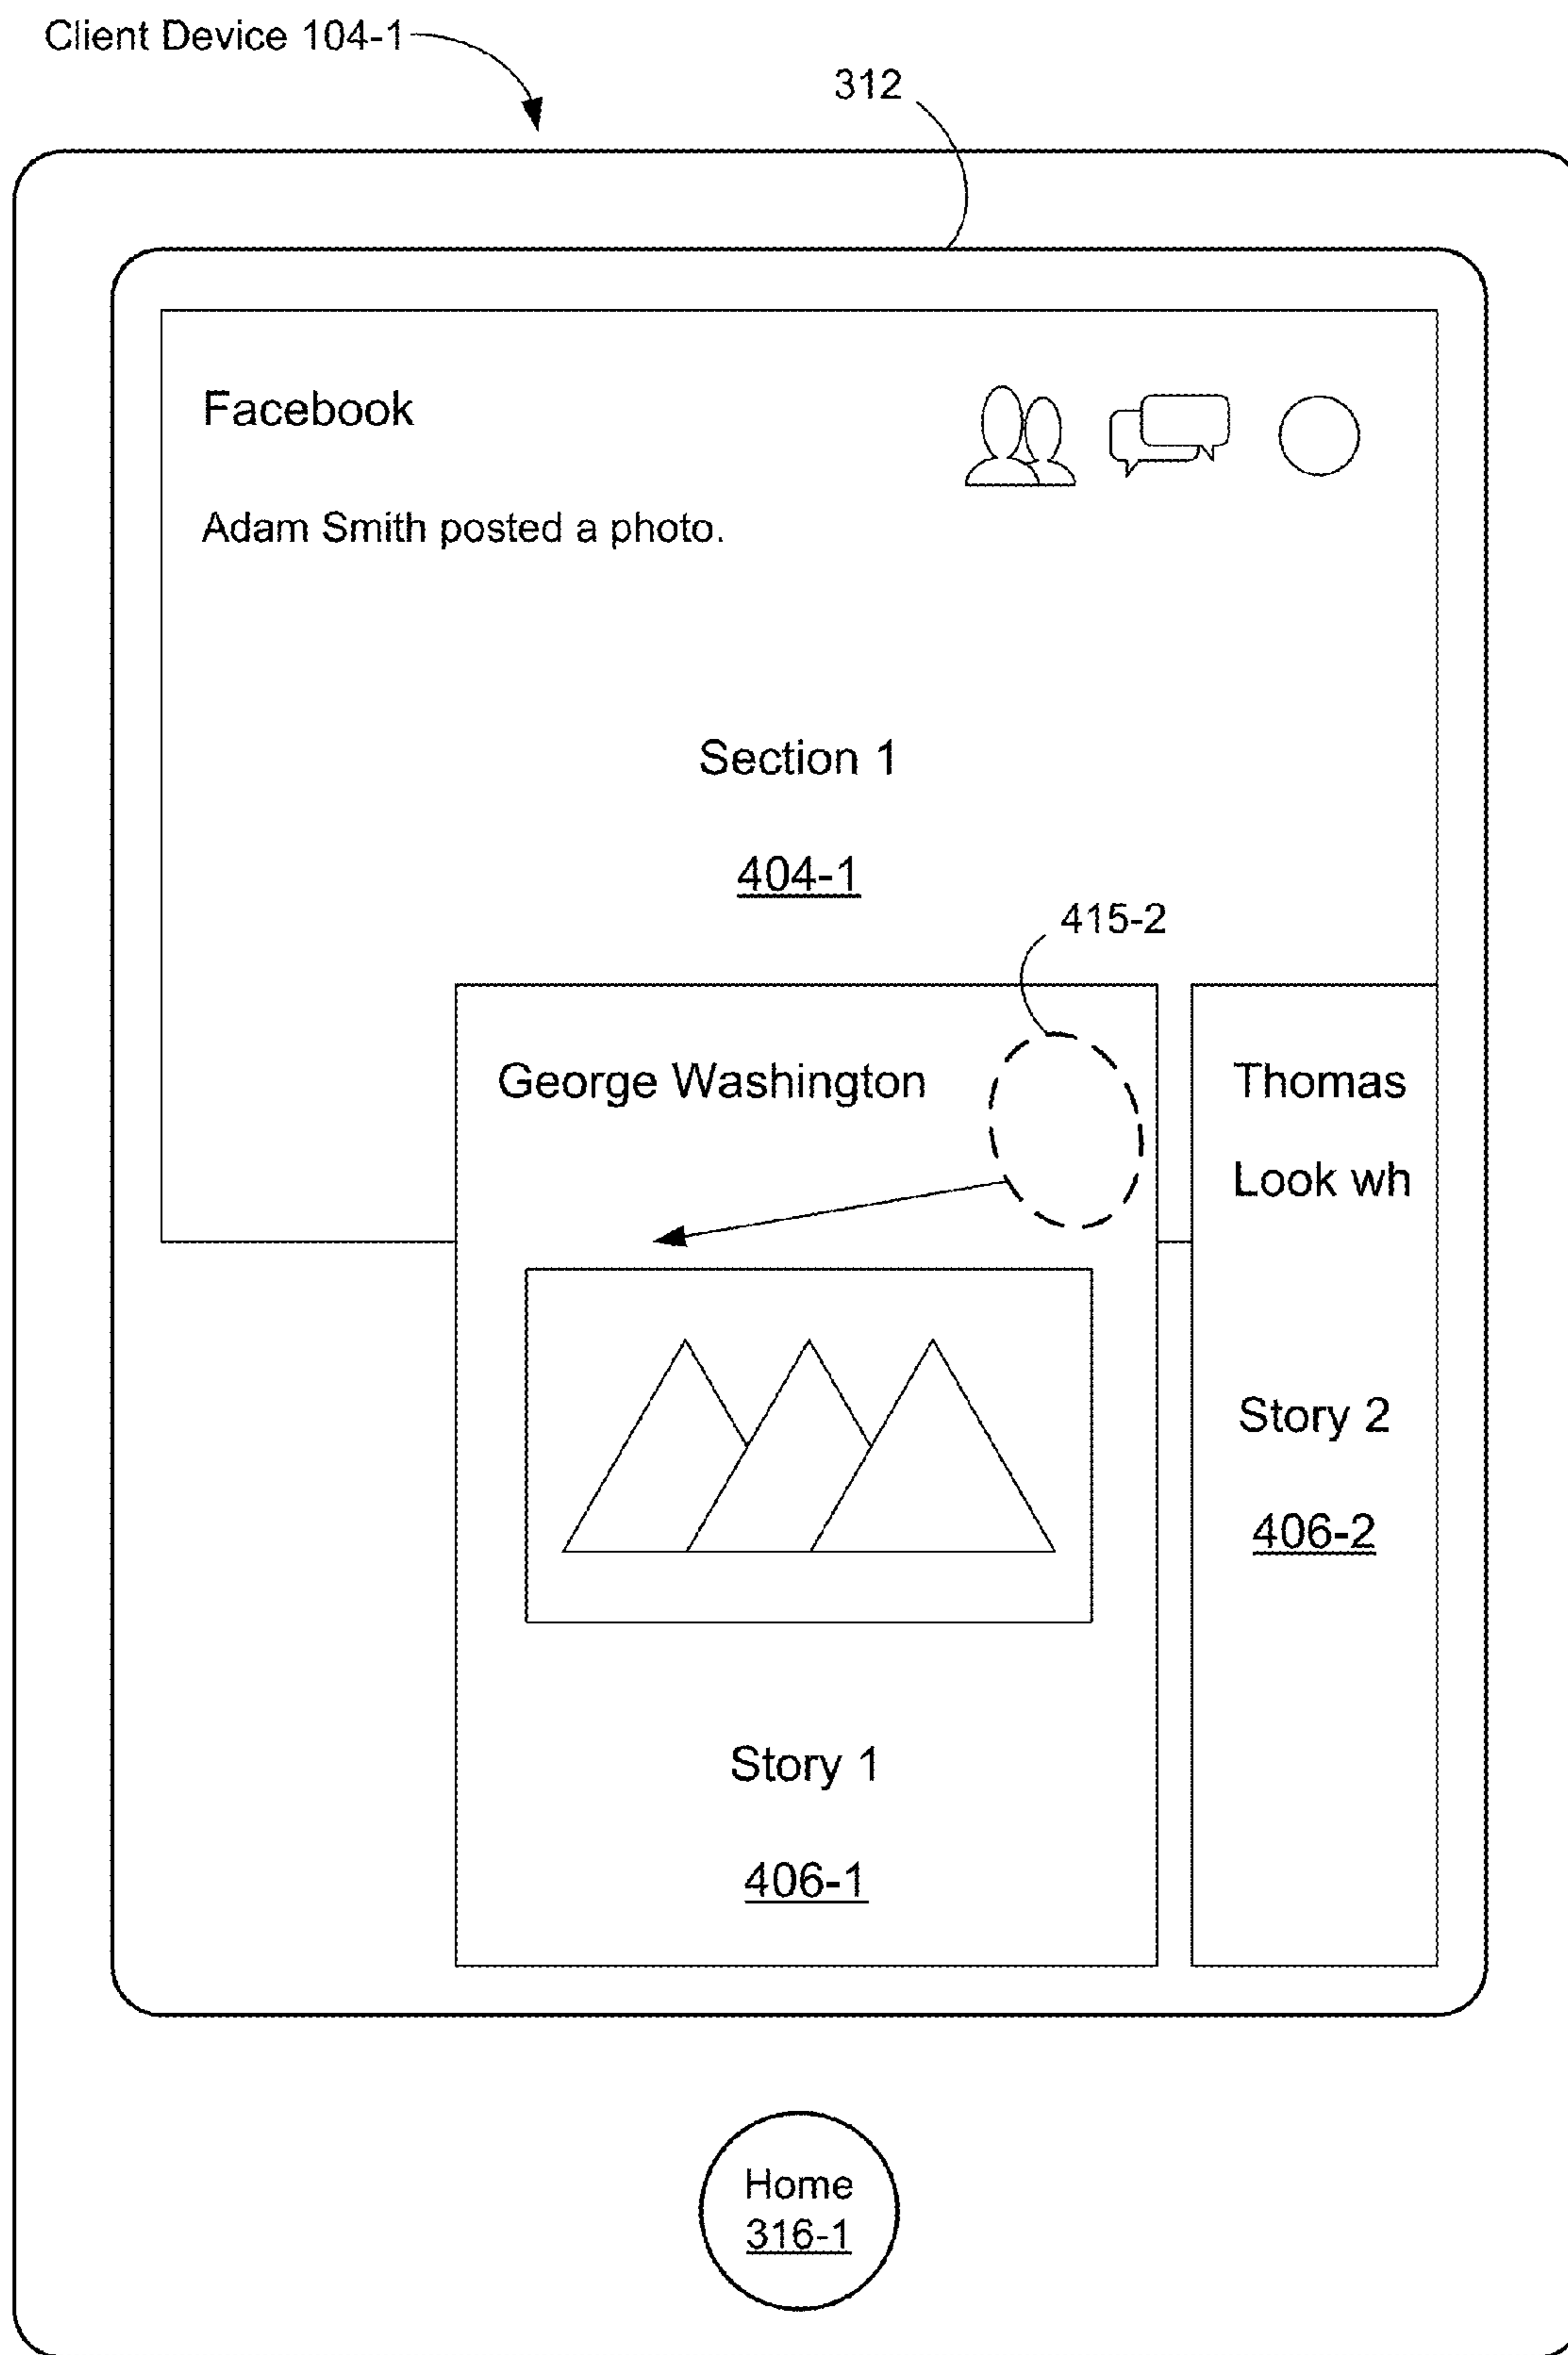 Client Device 104-1
312
Facebook
Adam Smith posted a photo.
Section 1
404-1
415-2
George Washington
Thomas
Look wh
Story 2
406-2
Story 1
406-1
Home
316-1